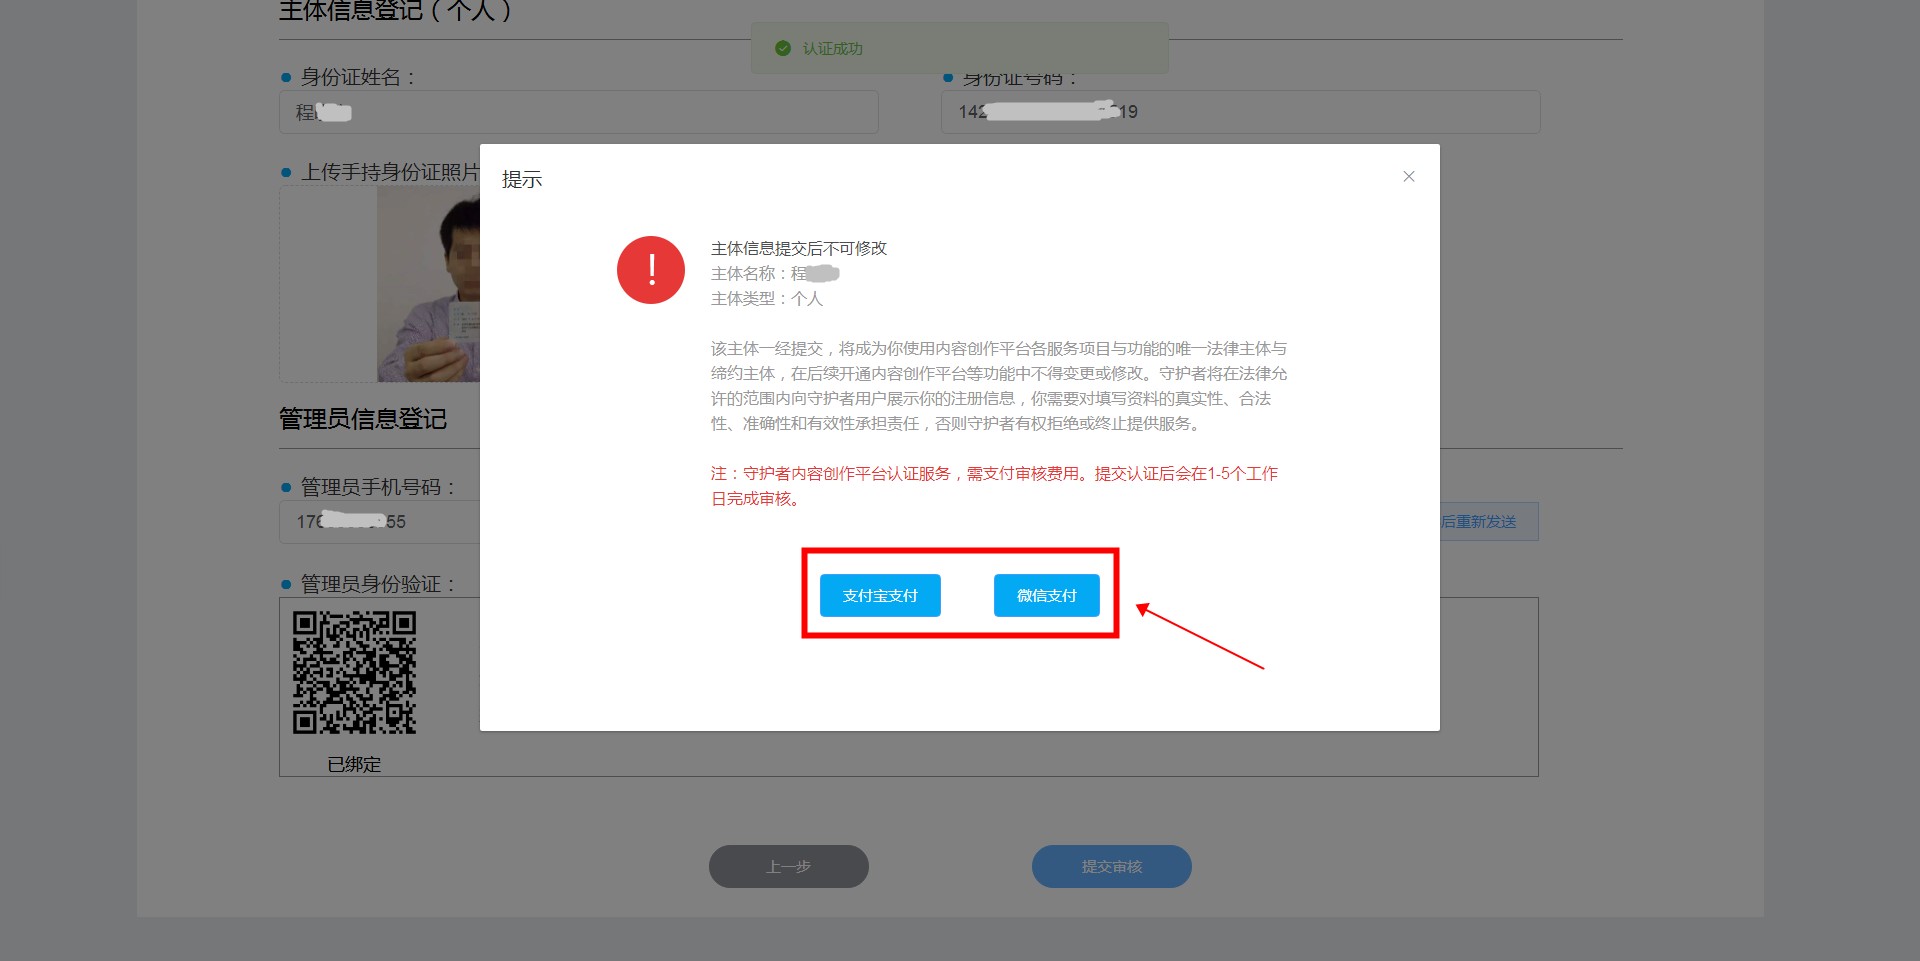 主体信息登记（个人）
认证成功
身份证姓名：
身份证号码：
程
142 19
上传手持身份证照片
提示
主体信息提交后不可修改
主体名称：程
主体类型：个人
该主体一经提交，将成为你使用内容创作平台各服务项目与功能的唯一法律主体与
缔约主体，在后续开通内容创作平台等功能中不得变更或修改。守护者将在法律允
许的范围内向守护者用户展示你的注册信息，你需要对填写资料的真实性、合法
性、准确性和有效性承担责任，否则守护者有权拒绝或终止提供服务。
注：守护者内容创作平台认证服务，需支付审核费用。提交认证后会在1-5个工作
日完成审核。
支付宝支付
微信支付
管理员信息登记
管理员手机号码：
176 55
后重新发送
管理员身份验证：
已绑定
上一步
提交审核